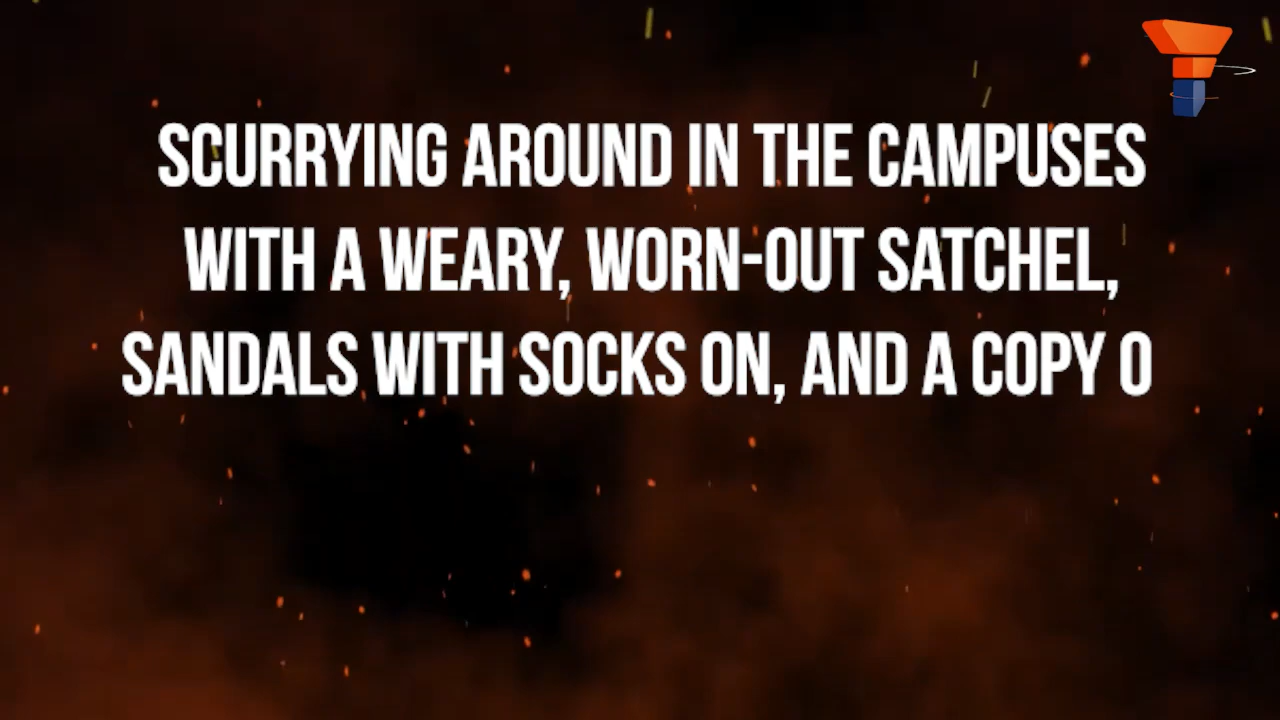 SCURRYING AROUND IN THE CAMPUSES
WITH A WEARY, WORN-OUT SATCHEL,
SANDALS WITH SOCKS ON, AND A COPY O